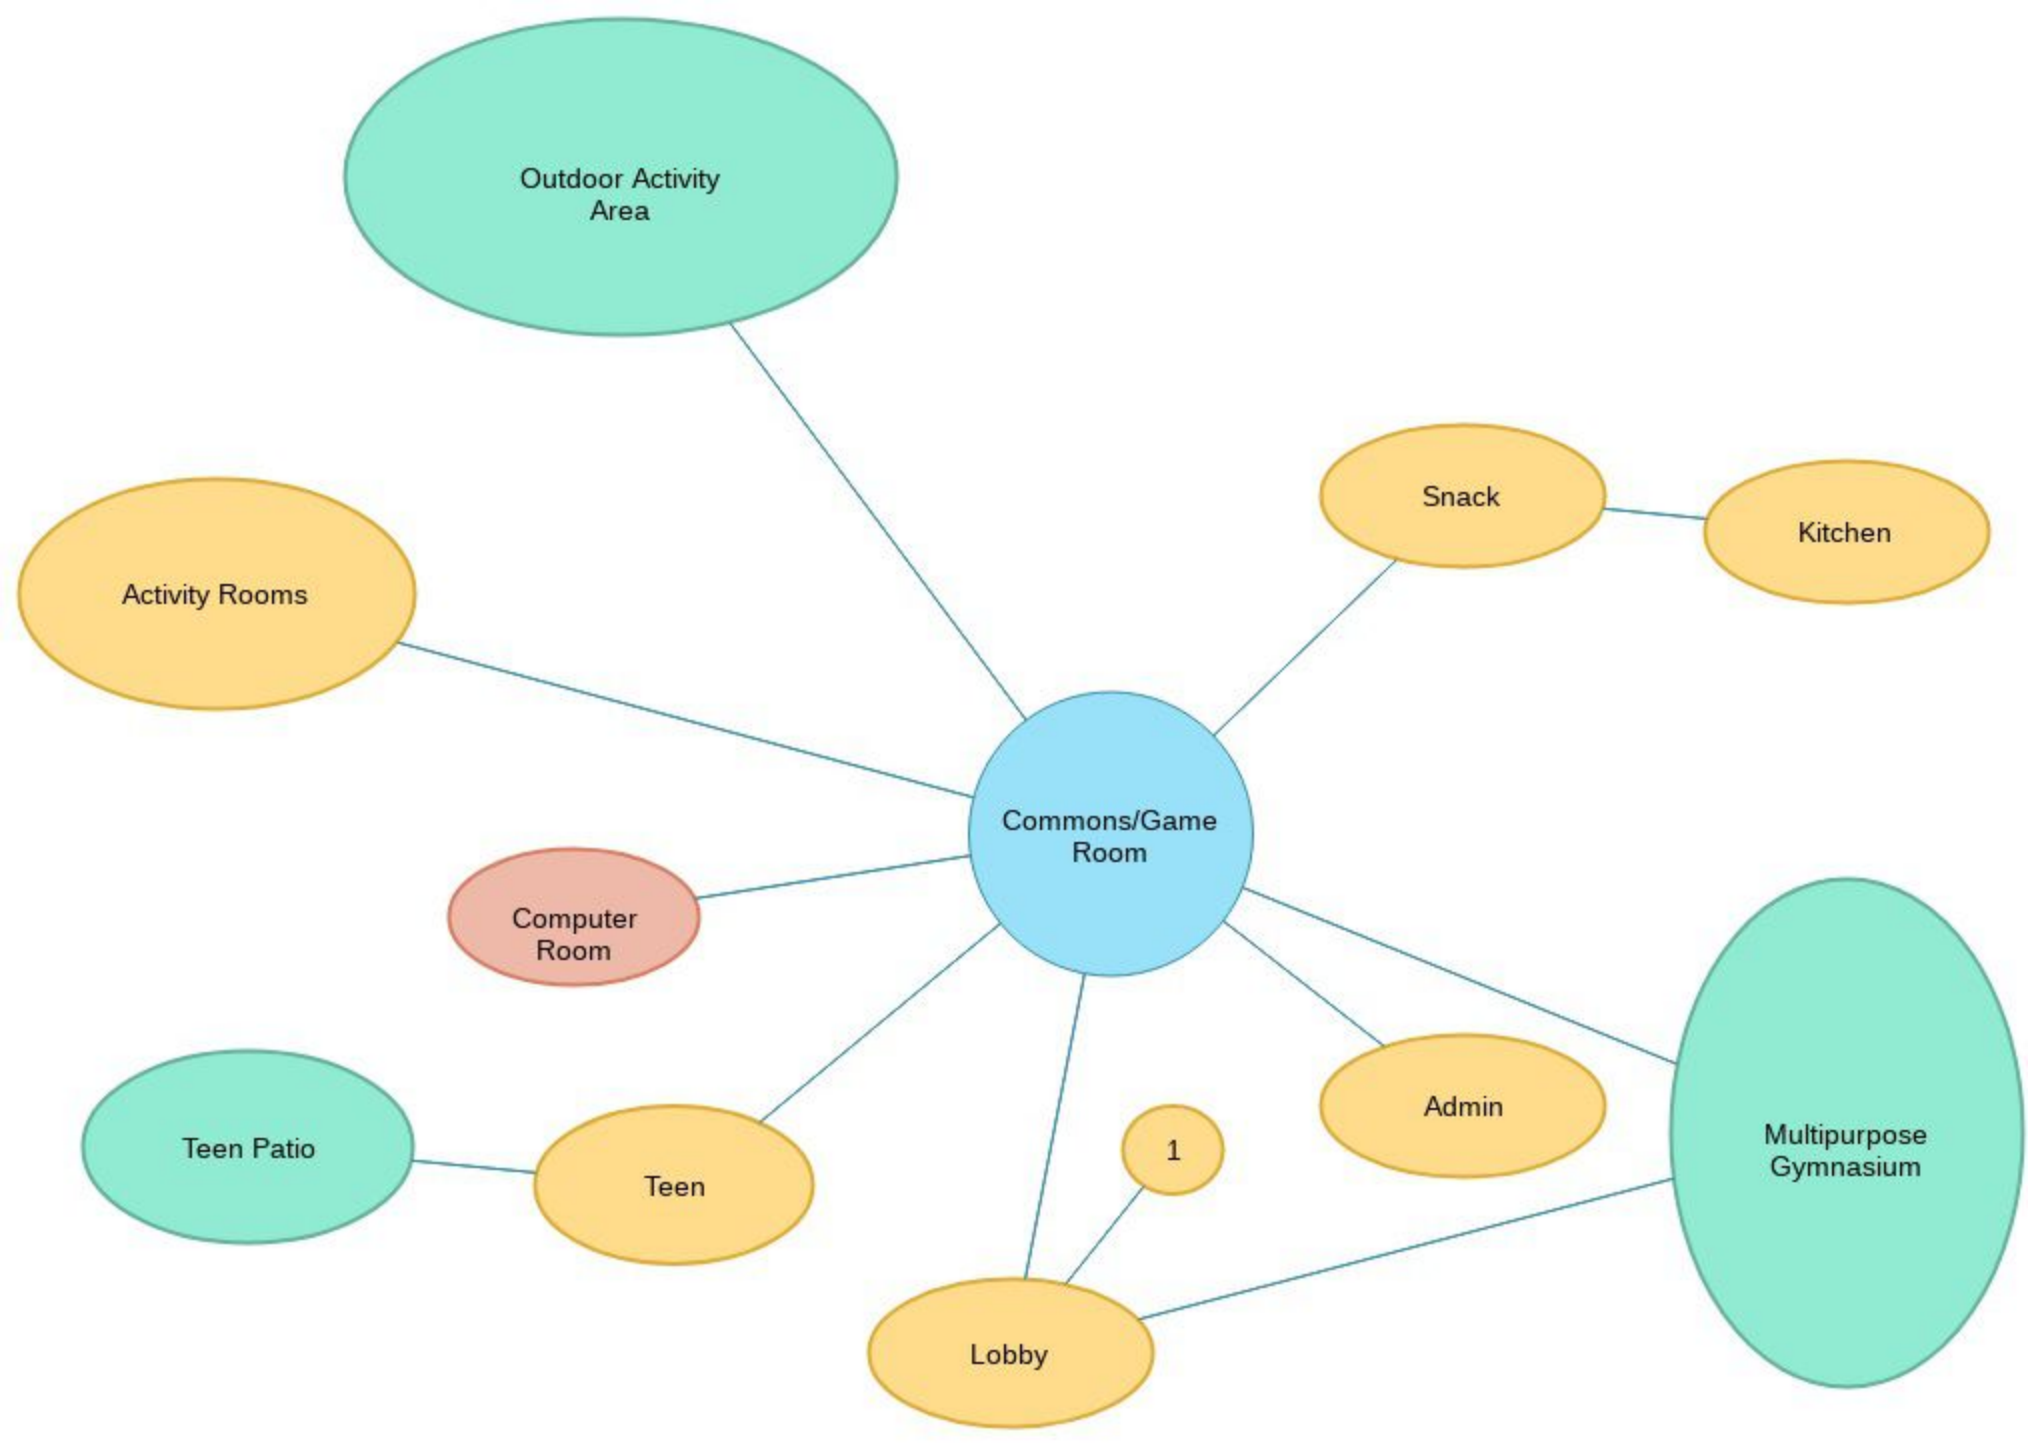 Outdoor Activity
Area
Snack
Kitchen
Activity Rooms
Commons/Game
Room
Computer
Room
Admin
Multipurpose
Gymnasium
Teen Patio
Teen
1
Lobby